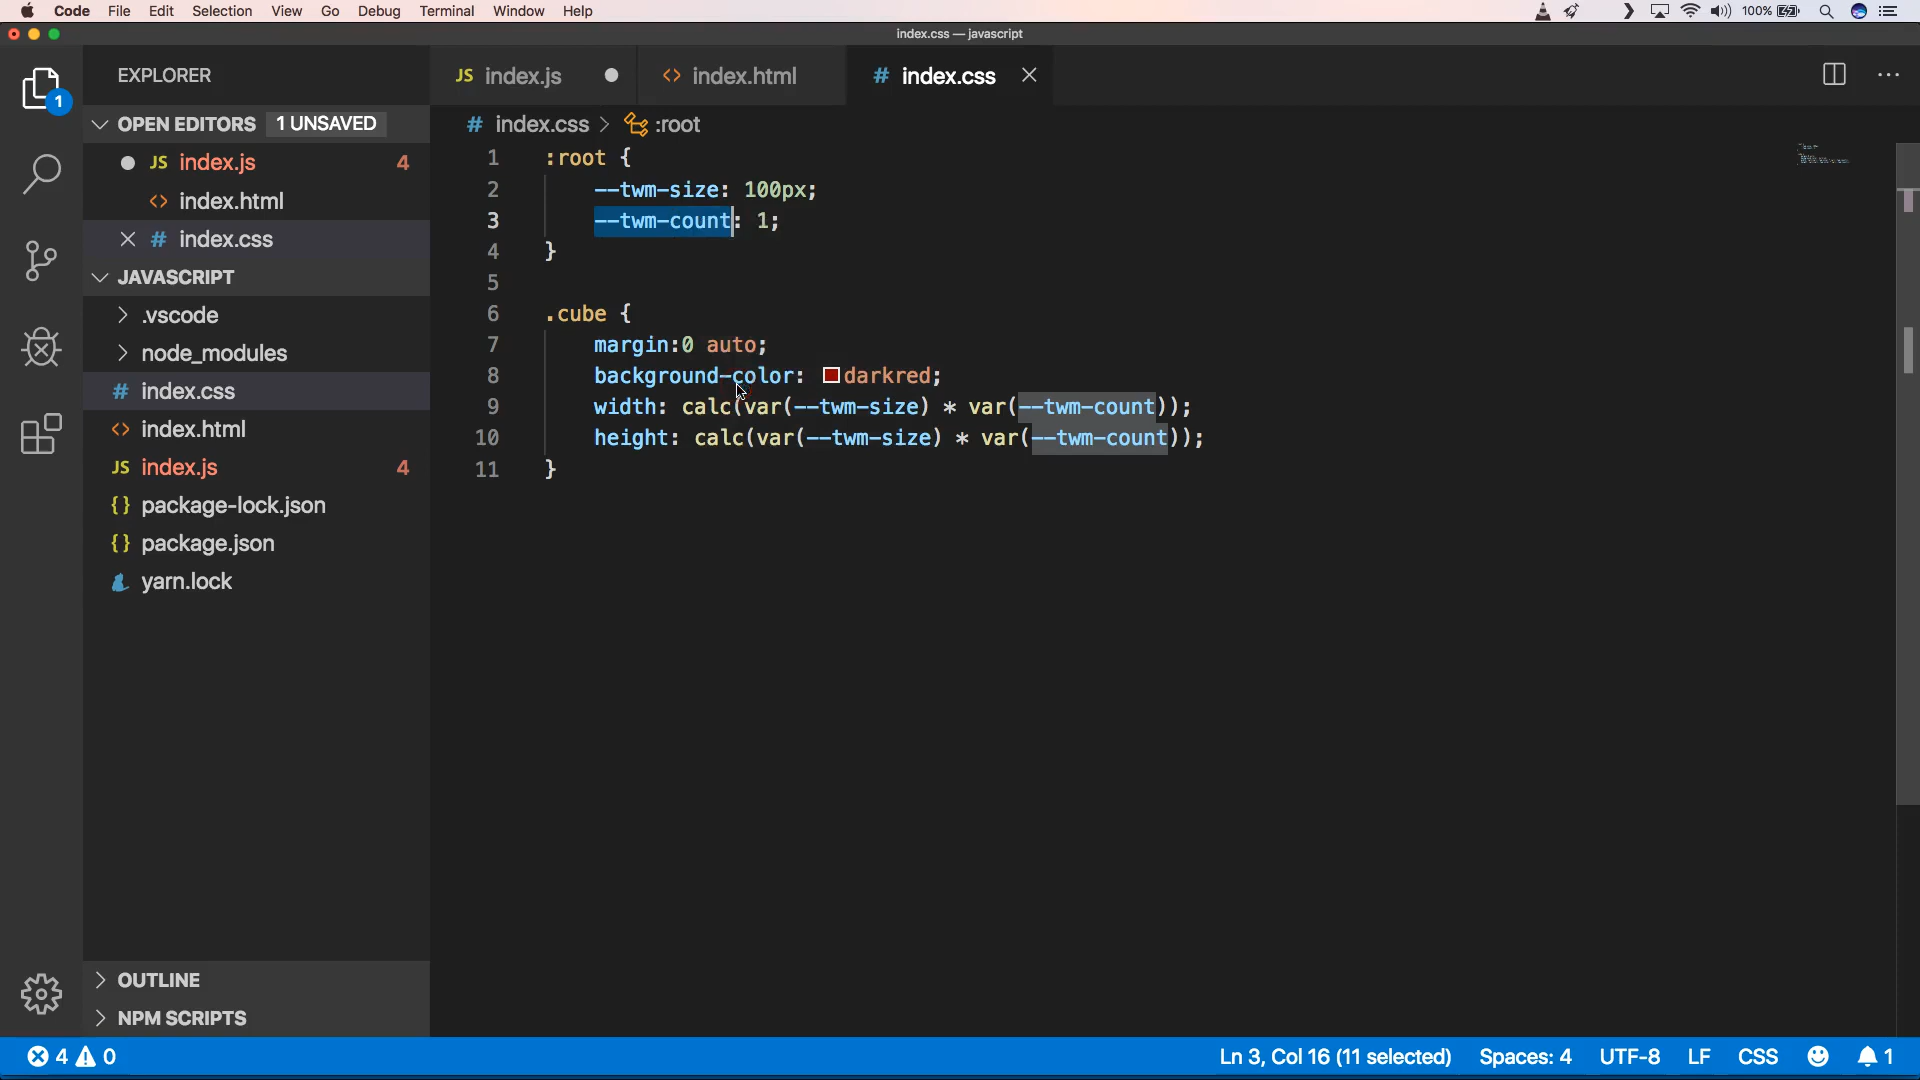 Code File Edit Selection View Go Debug Terminal Window Help 100%
index.css — javascript
EXPLORER
JS index.js <> index.html # index.css
OPEN EDITORS 1 UNSAVED
JS index.js 4
<> index.html
# index.css
JAVASCRIPT
.vscode
node_modules
# index.css
<> index.html
JS index.js 4
{} package-lock.json
{} package.json
yarn.lock
OUTLINE
NPM SCRIPTS
# index.css > :root
1 :root {
2 --twm-size: 100px;
3 --twm-count: 1;
4 }
5
6 .cube {
7 margin:0 auto;
8 background-color: darkred;
9 width: calc(var(--twm-size) * var(--twm-count));
10 height: calc(var(--twm-size) * var(--twm-count));
11 }
1
4 0 Ln 3, Col 16 (11 selected) Spaces: 4 UTF-8 LF CSS 1